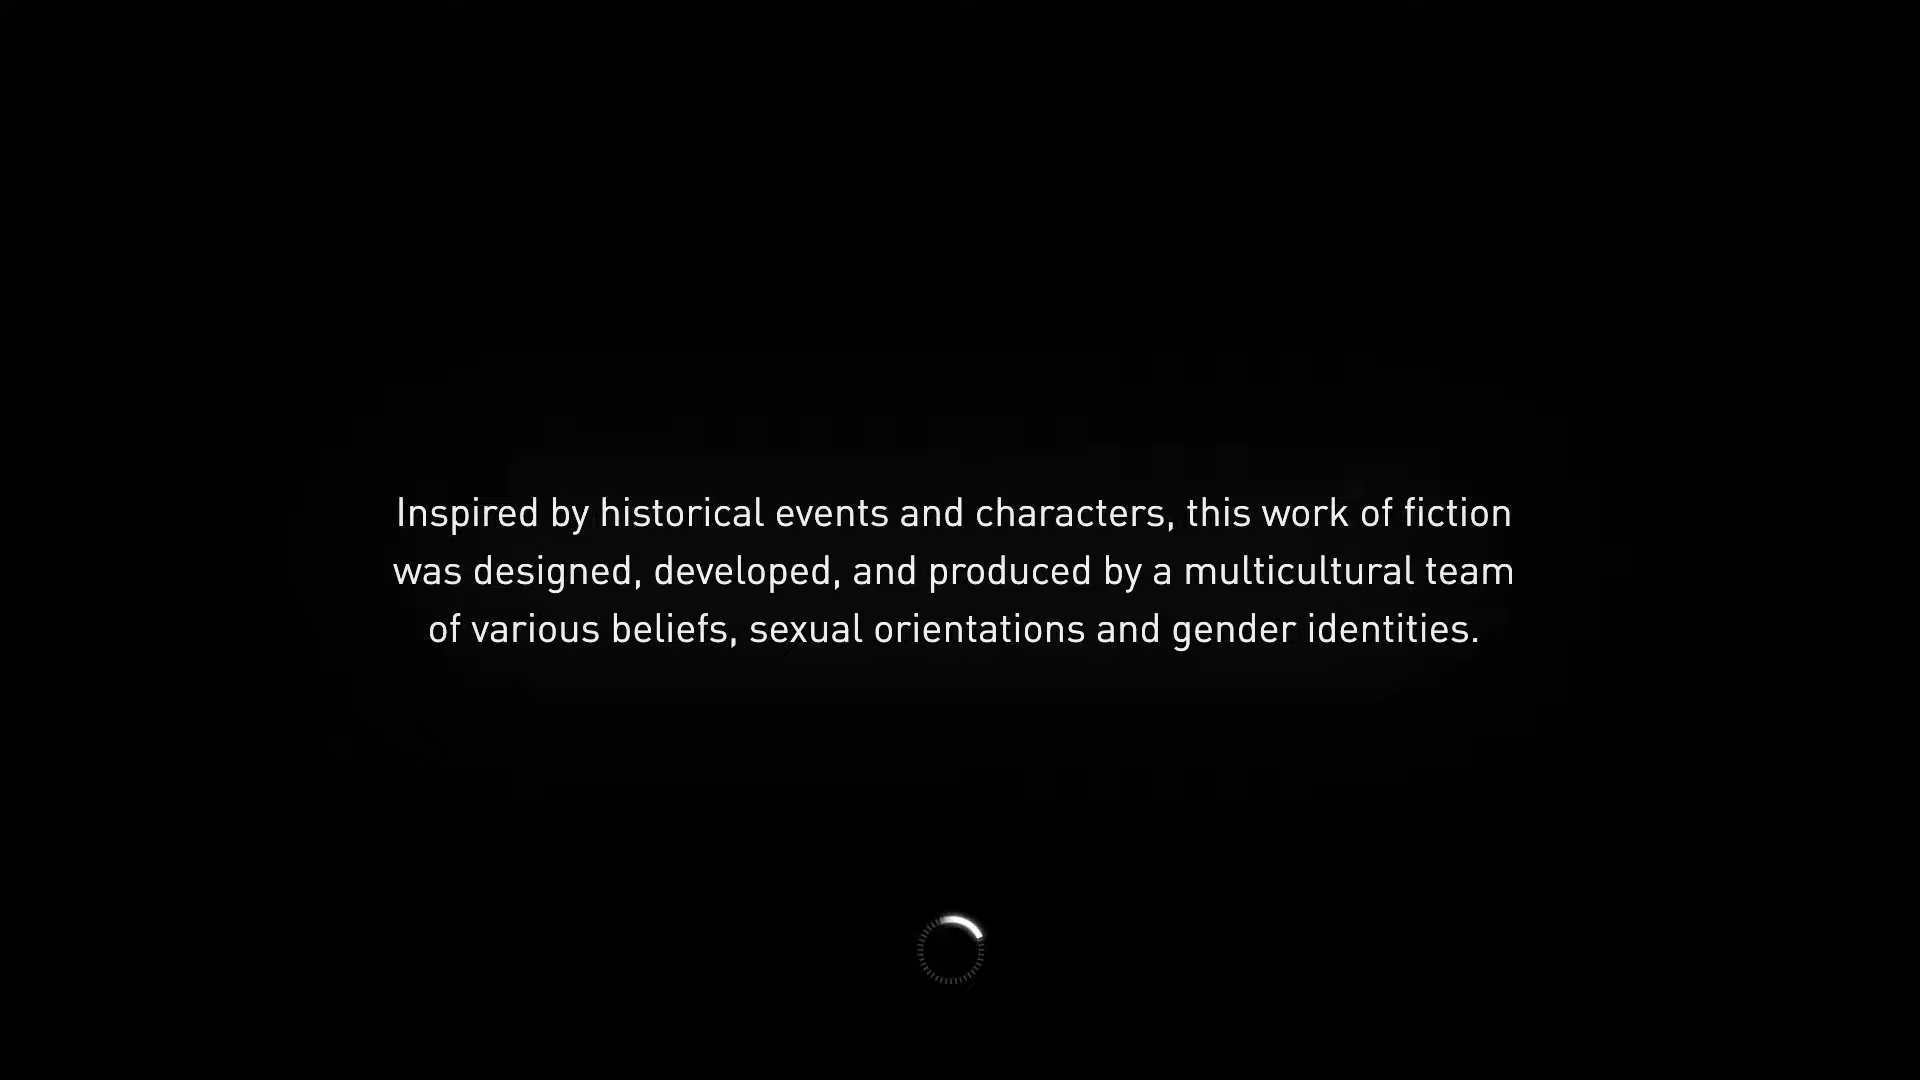 Inspired by historical events and characters, this work of fiction
was designed, developed, and produced by a multicultural team
of various beliefs, sexual orientations and gender identities.